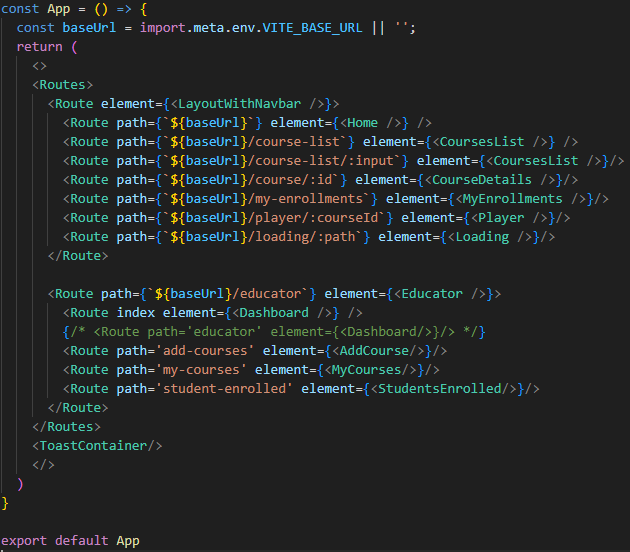 const App = () => {
  const baseUrl = import.meta.env.VITE_BASE_URL || '';
  return (
    <>
    <Routes>
      <Route element={<LayoutWithNavbar />}>
        <Route path={`${baseUrl}`} element={<Home />} />
        <Route path={`${baseUrl}/course-list`} element={<CoursesList />} />
        <Route path={`${baseUrl}/course-list/:input`} element={<CoursesList />}/>
        <Route path={`${baseUrl}/course/:id`} element={<CourseDetails />}/>
        <Route path={`${baseUrl}/my-enrollments`} element={<MyEnrollments />}/>
        <Route path={`${baseUrl}/player/:courseId`} element={<Player />}/>
        <Route path={`${baseUrl}/loading/:path`} element={<Loading />}/>
      </Route>

      <Route path={`${baseUrl}/educator`} element={<Educator />}>
        <Route index element={<Dashboard />} />
        {/* <Route path='educator' element={<Dashboard/>}/> */}
        <Route path='add-courses' element={<AddCourse/>}/>
        <Route path='my-courses' element={<MyCourses/>}/>
        <Route path='student-enrolled' element={<StudentsEnrolled/>}/>
      </Route>
    </Routes>
    <ToastContainer/>
    </>
  )
}

export default App